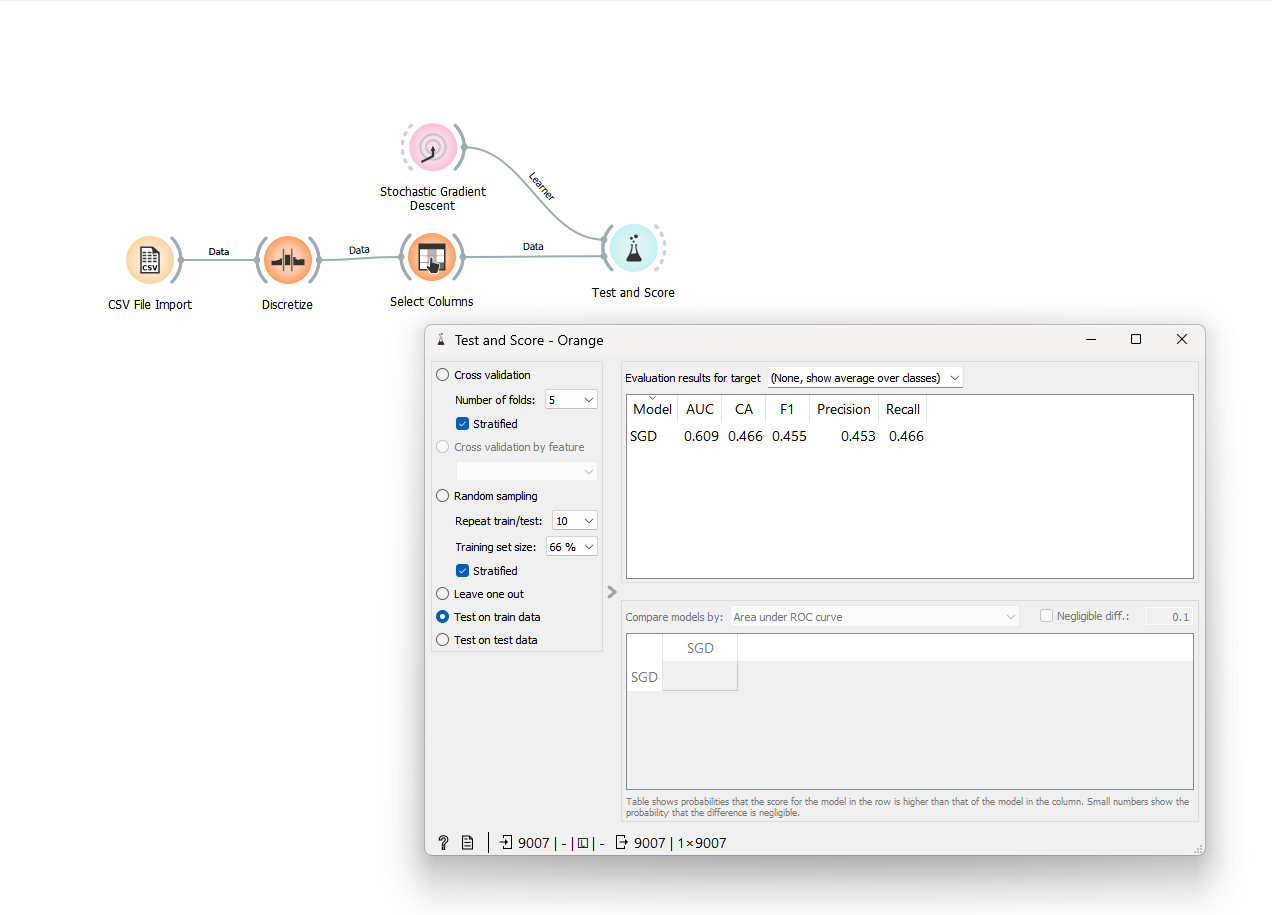 Learner
Stochastic Gradient
Descent
Data
Data
Data
CSV
CSV File Import
Discretize
Select Columns
Test and Score
Test and Score - Orange
Cross validation
Number of folds: 5
Stratified
Cross validation by feature
Random sampling
Repeat train/test: 10
Training set size: 66 %
Stratified
Leave one out
Test on train data
Test on test data
Evaluation results for target (None, show average over classes)
Model AUC CA F1 Precision Recall
SGD 0.609 0.466 0.455 0.453 0.466
Compare models by: Area under ROC curve Negligible diff.: 0.1
SGD
SGD
Table shows probabilities that the score for the model in the row is higher than that of the model in the column. Small numbers show the
probability that the difference is negligible.
? 9007 | - | L | - 9007 | 1×9007